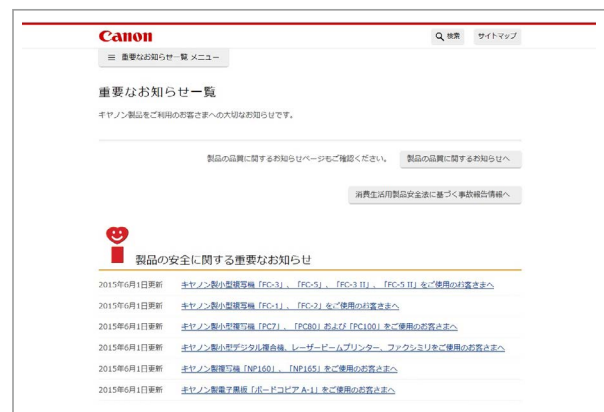 Canon
検索 サイトマップ
重要なお知らせ一覧 メニュー
重要なお知らせ一覧
キヤノン製品をご利用のお客さまへの大切なお知らせです。
製品の品質に関するお知らせページもご確認ください。 製品の品質に関するお知らせへ
消費生活用製品安全法に基づく事故報告情報へ
製品の安全に関する重要なお知らせ
2015年6月1日更新 キヤノン製小型複写機「FC-3」、「FC-5」、「FC-3 II」、「FC-5 II」をご使用のお客さまへ
2015年6月1日更新 キヤノン製小型複写機「FC-1」、「FC-2」をご使用のお客さまへ
2015年6月1日更新 キヤノン製小型複写機「PC7」、「PC80」および「PC100」をご使用のお客さまへ
2015年6月1日更新 キヤノン製小型デジタル複合機、レーザービームプリンター、ファクシミリをご使用のお客さまへ
2015年6月1日更新 キヤノン製複写機「NP160」、「NP165」をご使用のお客さまへ
2015年6月1日更新 キヤノン製電子黒板「ボードコピア A-1」をご使用のお客さまへ